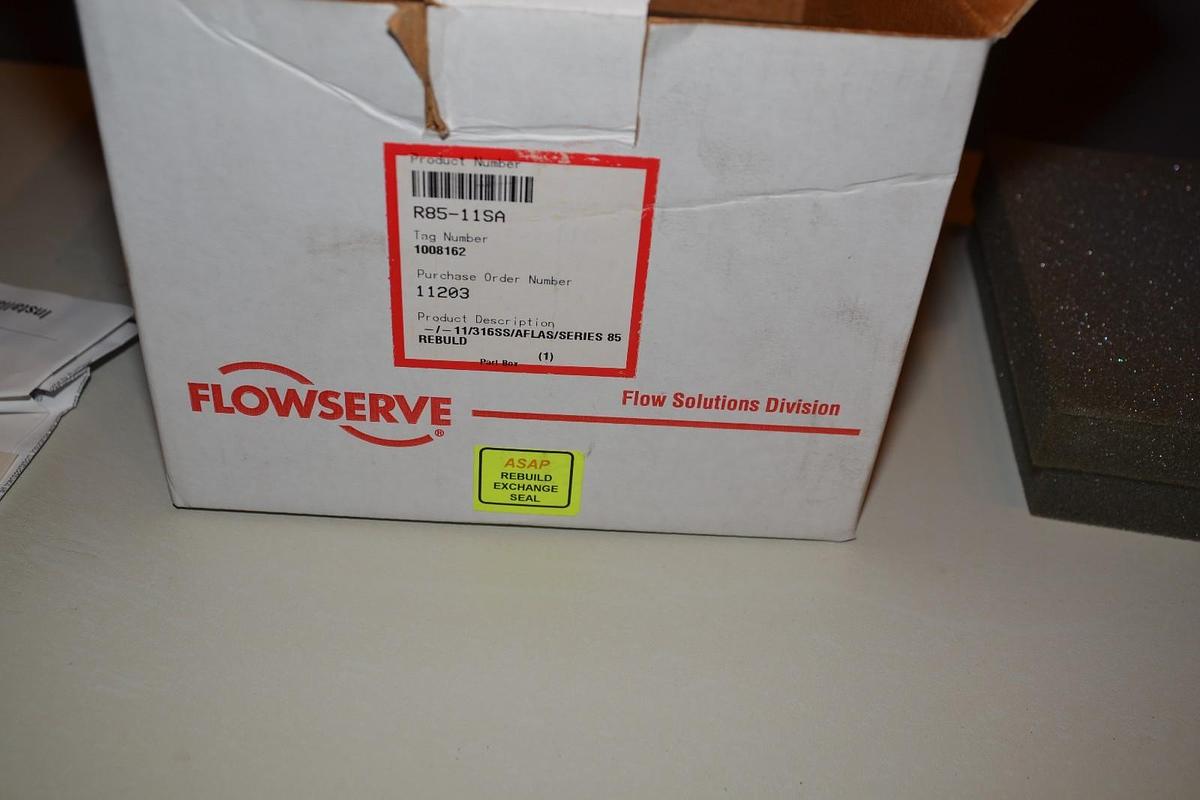 Product Number
R85-11SA
Tag Number
1008162
Purchase Order Number
11203
Product Description
-/-11/316SS/AFLAS/SERIES 85
REBULD
(1)
Part Box
FLOWSERVE®
Flow Solutions Division
ASAP
REBUILD
EXCHANGE
SEAL